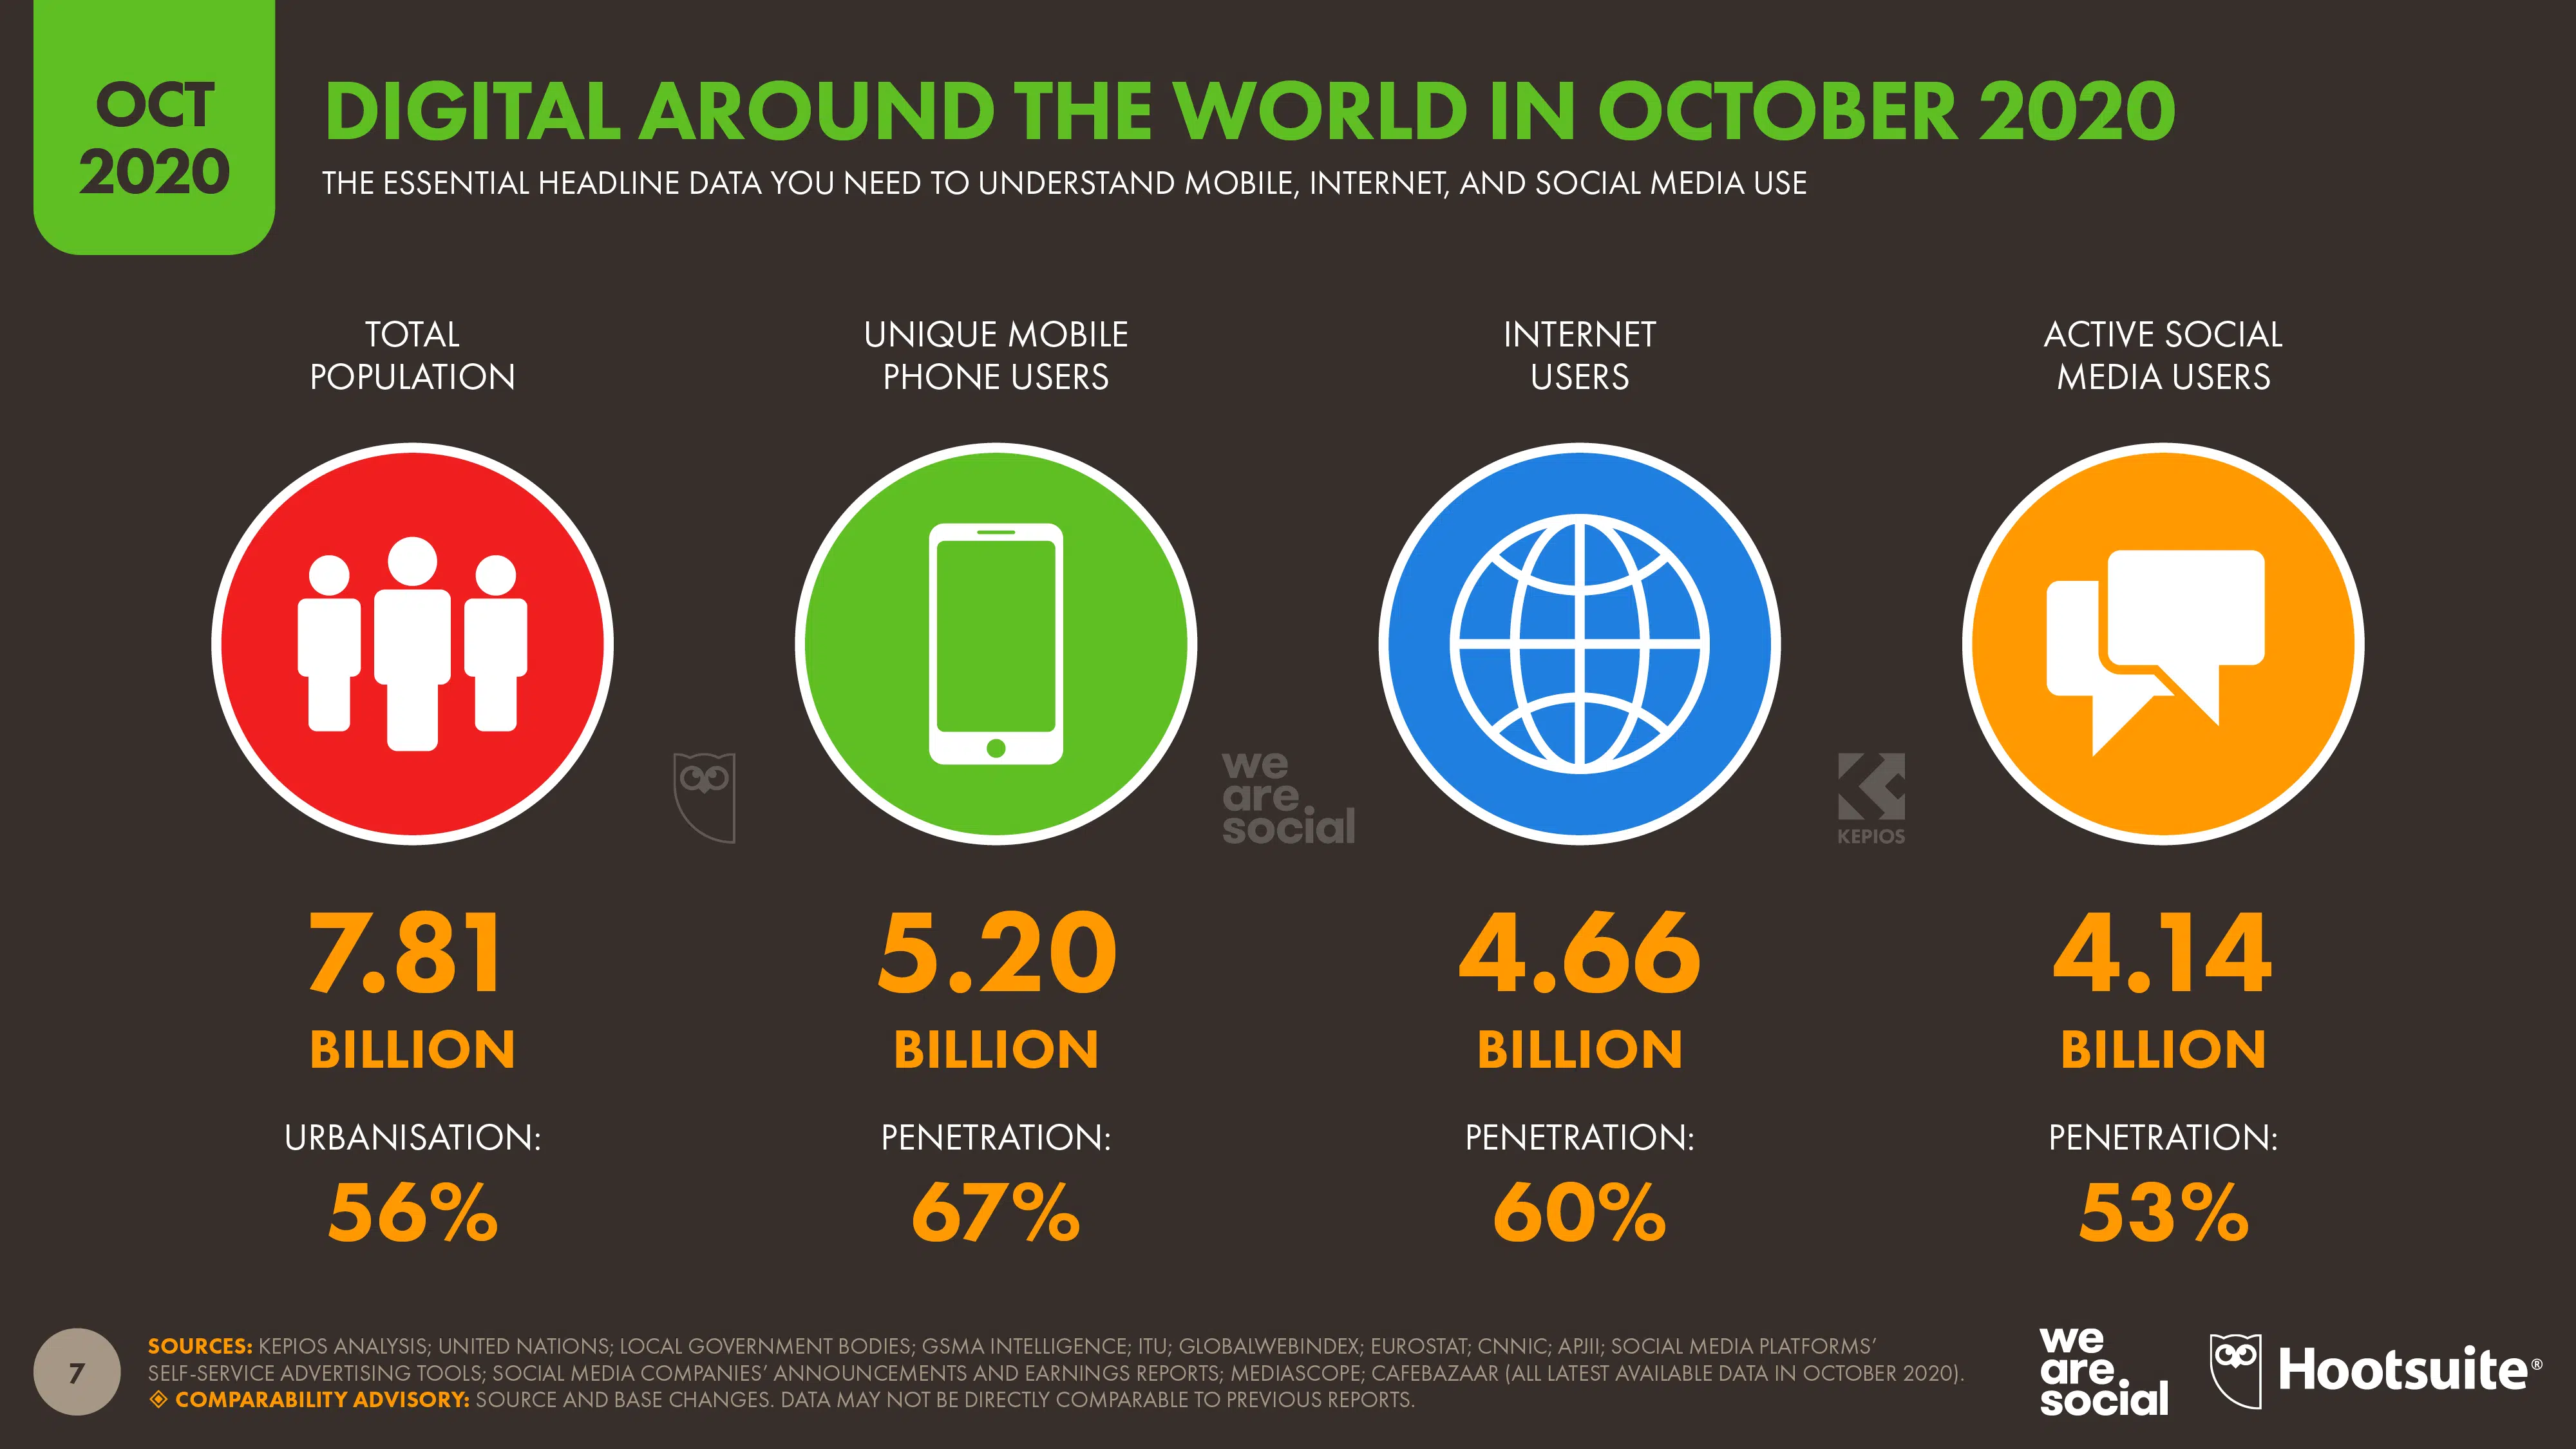 OCT
2020
DIGITAL AROUND THE WORLD IN OCTOBER 2020
THE ESSENTIAL HEADLINE DATA YOU NEED TO UNDERSTAND MOBILE, INTERNET, AND SOCIAL MEDIA USE
TOTAL
POPULATION
UNIQUE MOBILE
PHONE USERS
INTERNET
USERS
ACTIVE SOCIAL
MEDIA USERS
we
are.
social
KEPIOS
7.81
BILLION
URBANISATION:
56%
5.20
BILLION
PENETRATION:
67%
4.66
BILLION
PENETRATION:
60%
4.14
BILLION
PENETRATION:
53%
7
SOURCES: KEPIOS ANALYSIS; UNITED NATIONS; LOCAL GOVERNMENT BODIES; GSMA INTELLIGENCE; ITU; GLOBALWEBINDEX; EUROSTAT; CNNIC; APJII; SOCIAL MEDIA PLATFORMS’
SELF-SERVICE ADVERTISING TOOLS; SOCIAL MEDIA COMPANIES’ ANNOUNCEMENTS AND EARNINGS REPORTS; MEDIASCOPE; CAFEBAZAAR (ALL LATEST AVAILABLE DATA IN OCTOBER 2020).
COMPARABILITY ADVISORY: SOURCE AND BASE CHANGES. DATA MAY NOT BE DIRECTLY COMPARABLE TO PREVIOUS REPORTS.
we
are.
social
Hootsuite®